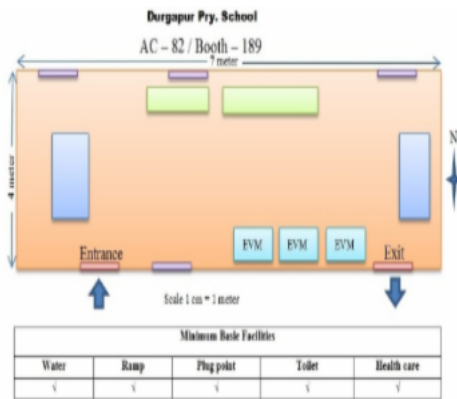 Durgapur Pry. School
AC – 82 / Booth – 189
7 meter
4 meter
N
EVM EVM EVM
Entrance
Exit
Scale 1 cm = 1 meter
Minimum Basic Facilities
Water Ramp Plug point Toilet Health care
√ √ √ √ √